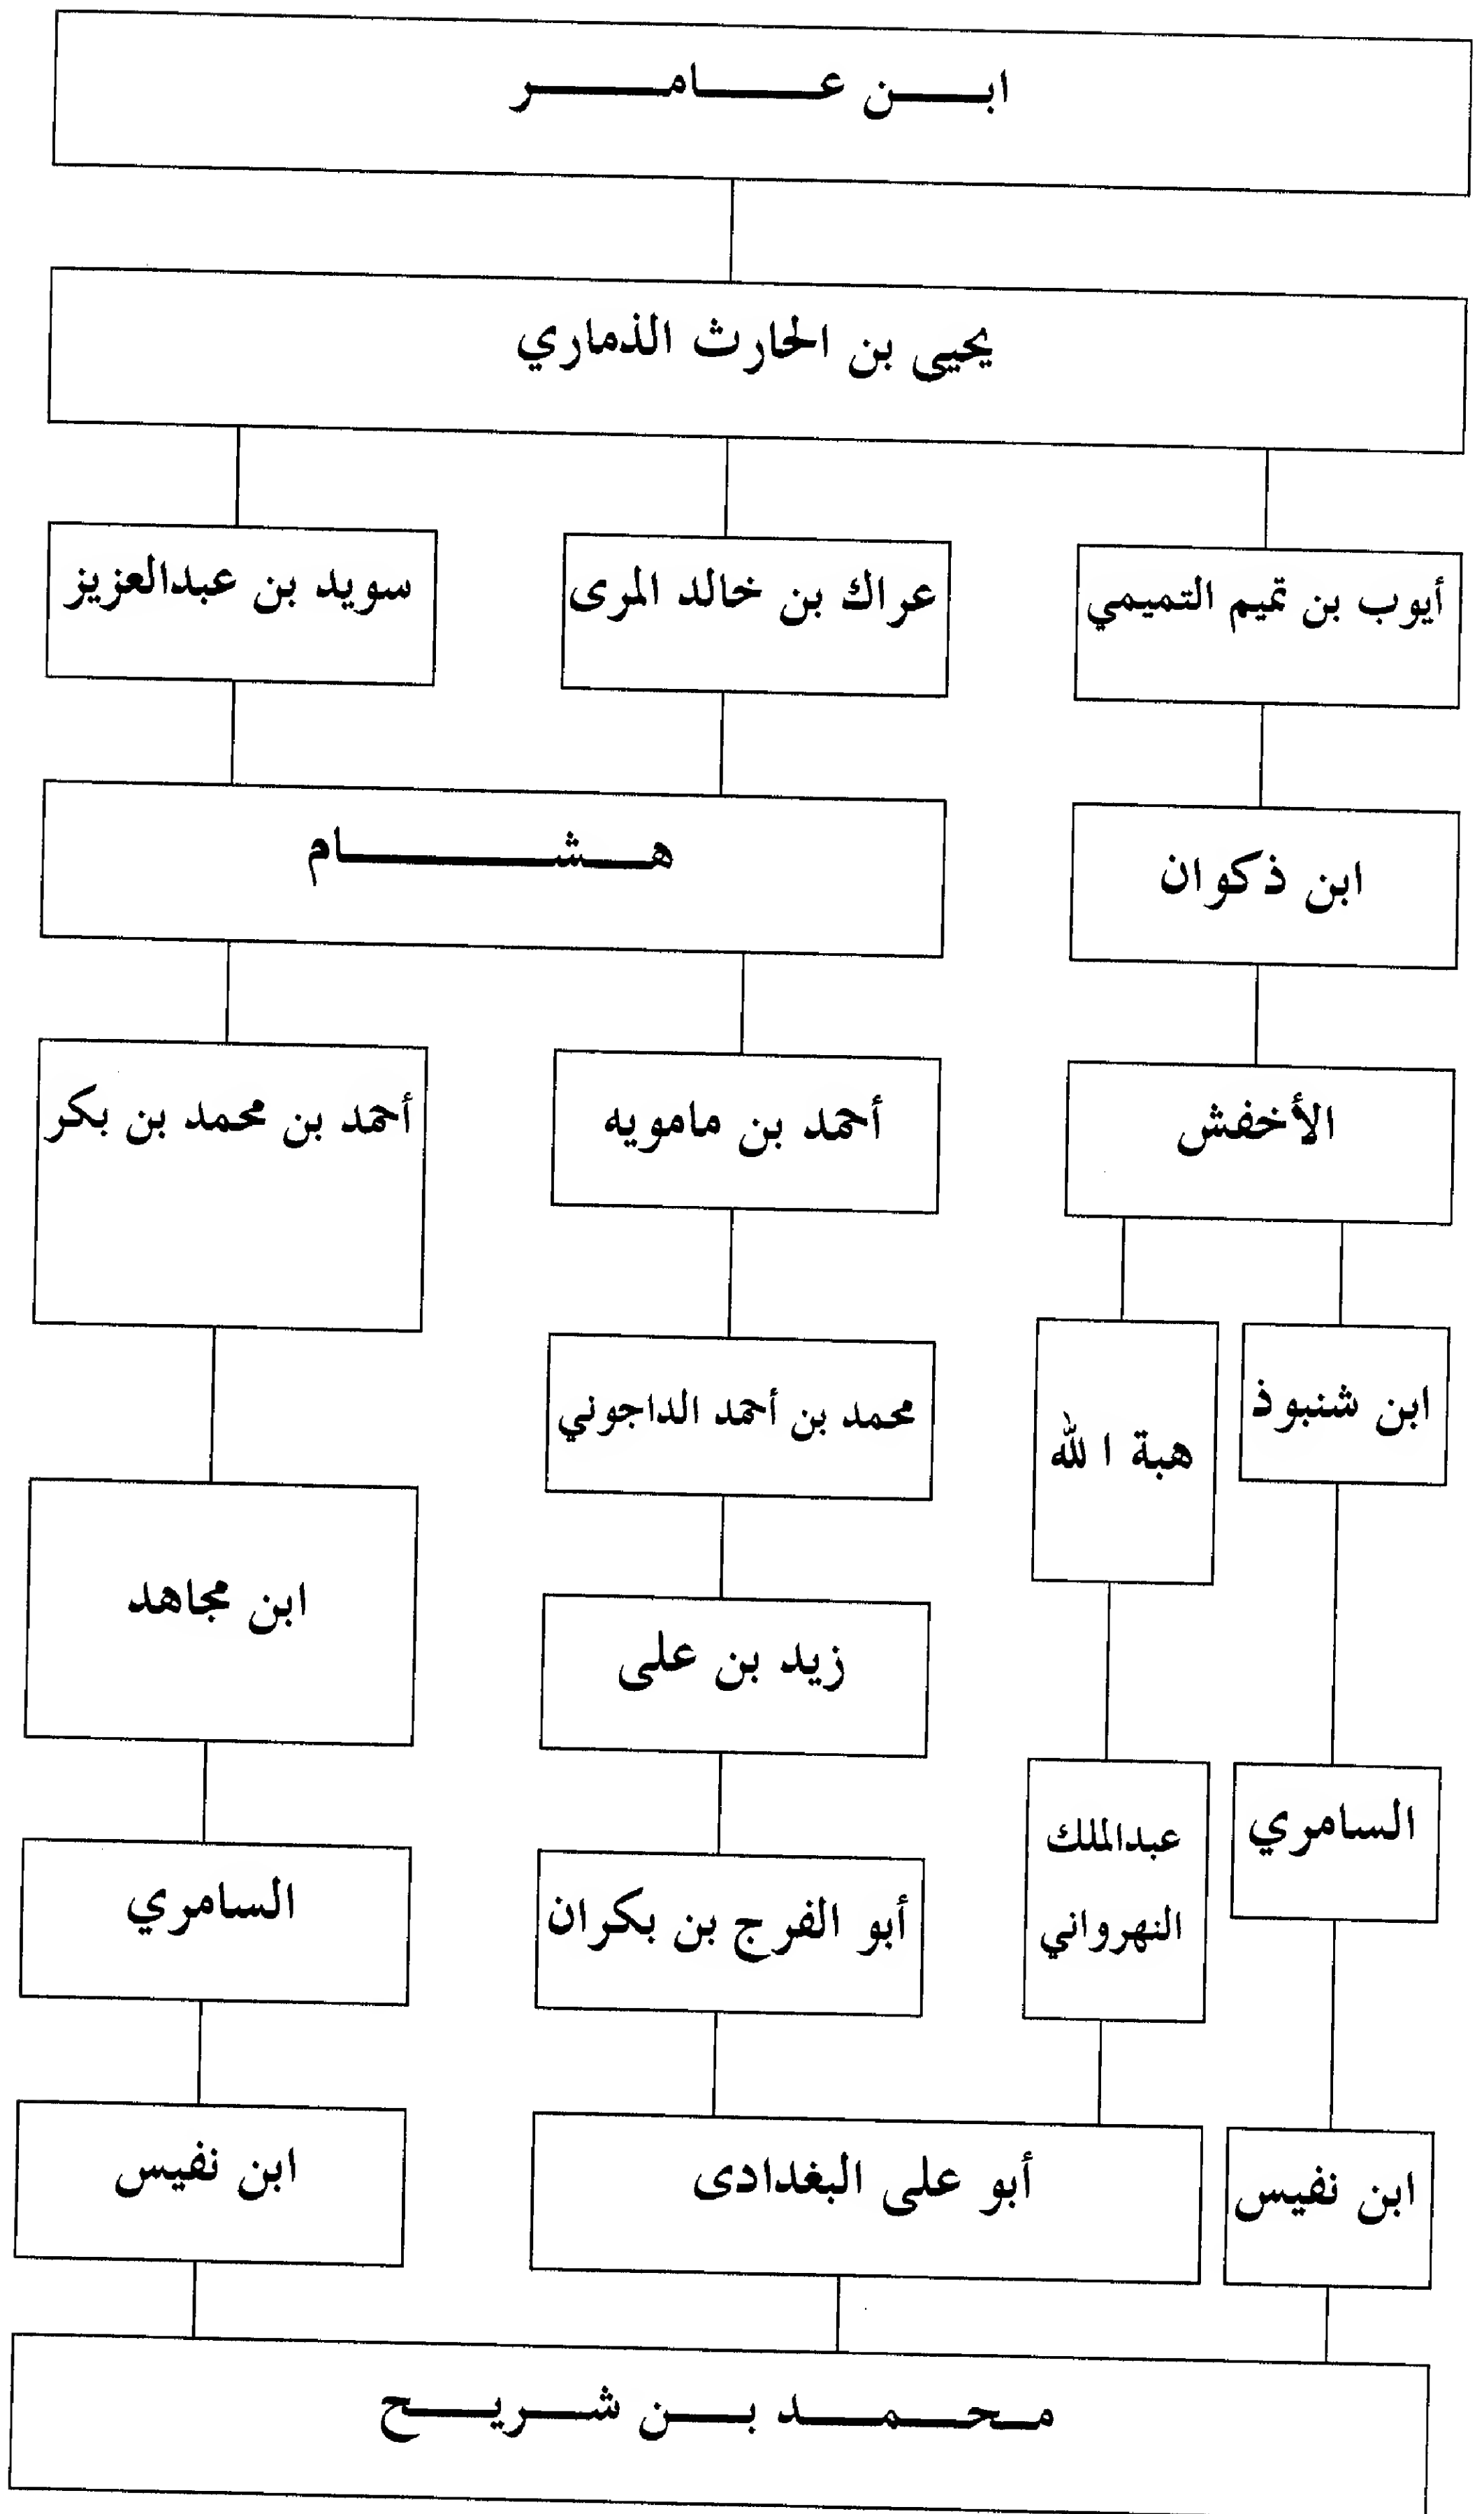 ابن عامر
يحيى بن الحارث الذماري
أيوب بن تميم التميمي
عراك بن خالد المرى
سويد بن عبدالعزيز
ابن ذكوان
هشام
الأخفش
أحمد بن مامويه
أحمد بن محمد بن بكر
ابن شنبوذ
هبة الله
محمد بن أحمد الداجوني
ابن مجاهد
زيد بن على
السامري
عبدالملك
النهرواني
أبو الفرج بن بكران
السامري
ابن نفيس
أبو على البغدادى
ابن نفيس
محمد بن شريح